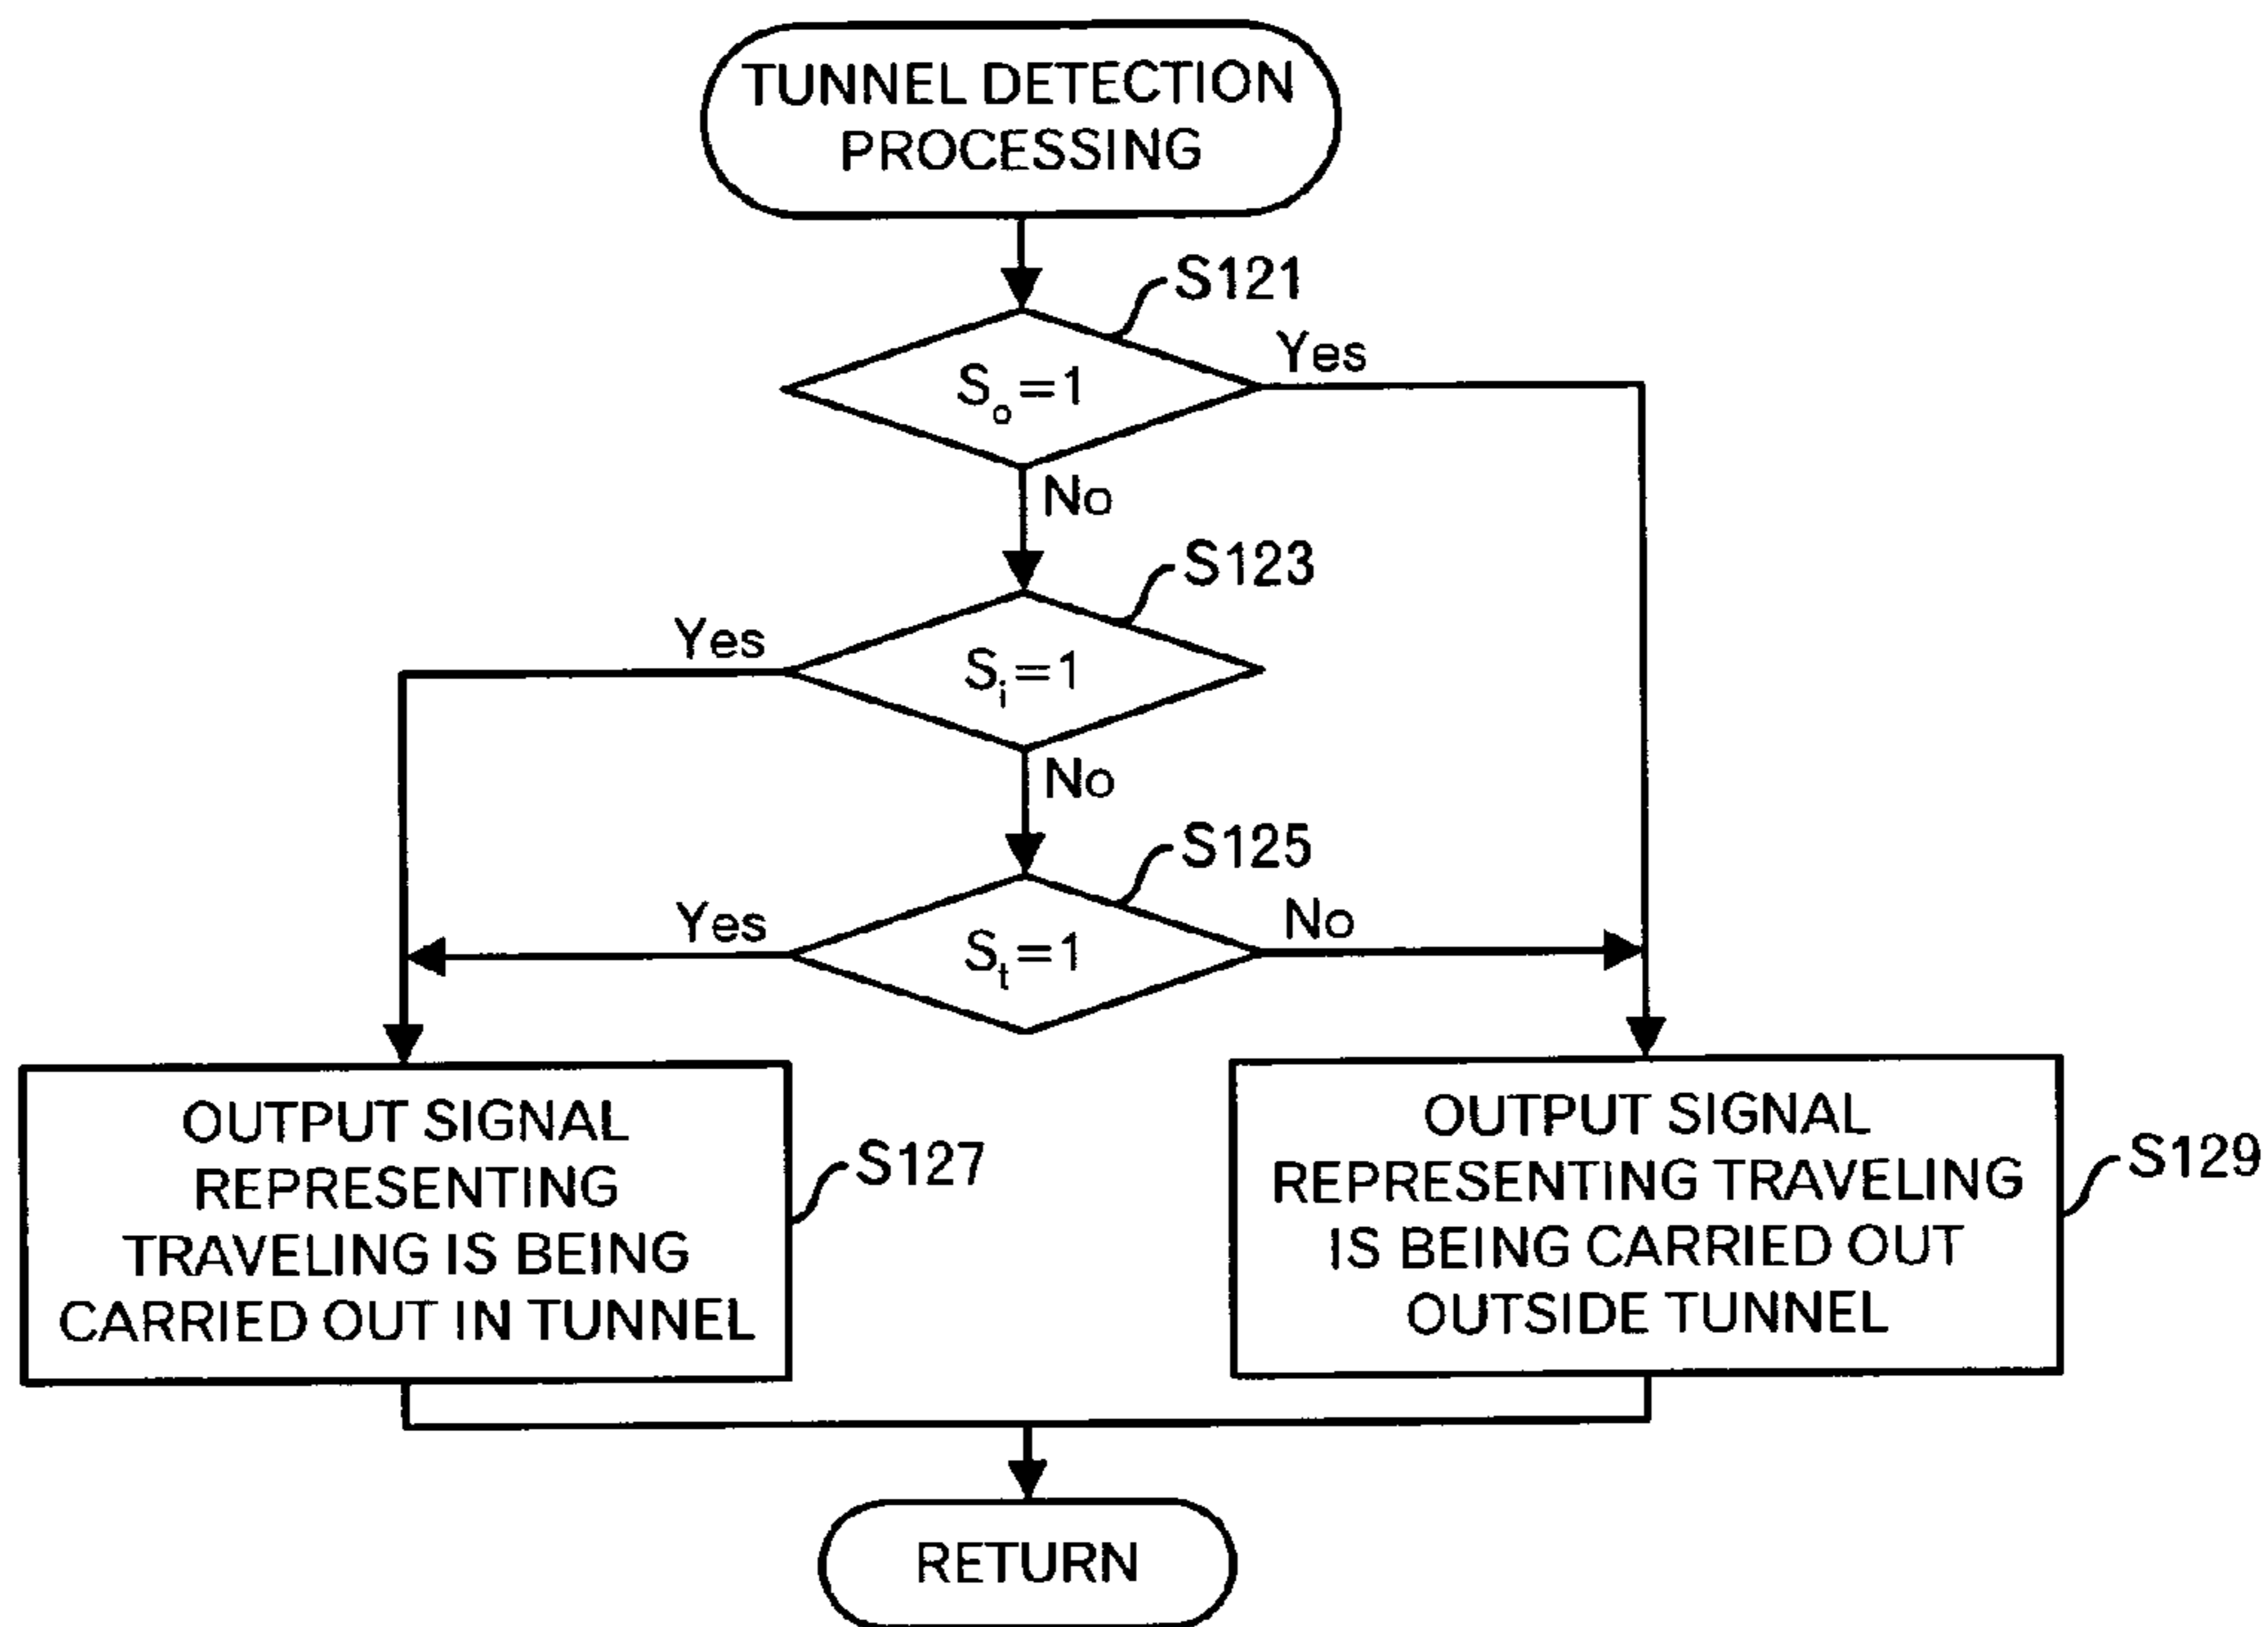 TUNNEL DETECTION
PROCESSING
S121
Yes
So=1
No
S123
Yes
Si=1
No
S125
Yes
No
St=1
OUTPUT SIGNAL
REPRESENTING
TRAVELING IS BEING
CARRIED OUT IN TUNNEL
S127
OUTPUT SIGNAL
REPRESENTING TRAVELING
IS BEING CARRIED OUT
OUTSIDE TUNNEL
S129
RETURN